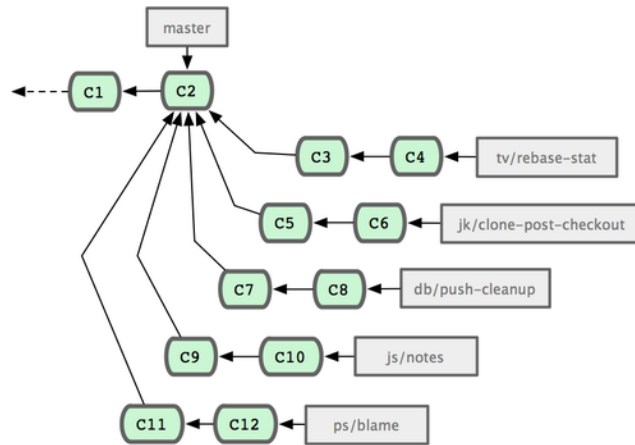 master
C1
C2
C3
C4
tv/rebase-stat
C5
C6
jk/clone-post-checkout
C7
C8
db/push-cleanup
C9
C10
js/notes
C11
C12
ps/blame